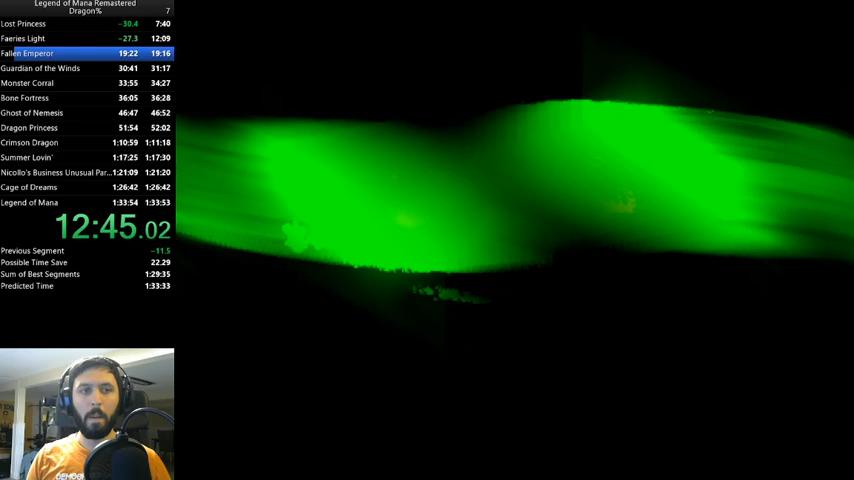 Legend of Mana Remastered
Dragon% 7
Lost Princess -30.4 7:40
Faeries Light -27.3 12:09
Fallen Emperor 19:22 19:16
Guardian of the Winds 30:41 31:17
Monster Corral 33:55 34:27
Bone Fortress 36:05 36:28
Ghost of Nemesis 46:47 46:52
Dragon Princess 51:54 52:02
Crimson Dragon 1:10:59 1:11:18
Summer Lovin' 1:17:25 1:17:30
Nicollo's Business Unusual Par... 1:21:09 1:21:20
Cage of Dreams 1:26:42 1:26:42
Legend of Mana 1:33:54 1:33:53
12:45.02
Previous Segment -11.5
Possible Time Save 22.29
Sum of Best Segments 1:29:35
Predicted Time 1:33:33